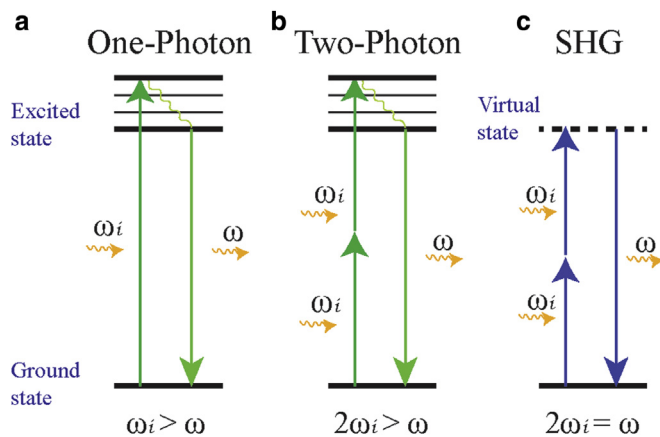 a
One-Photon
b
Two-Photon
c
SHG
Excited
state
Virtual
state
ωi
ω
ωi
ωi
ω
ωi
ωi
ω
Ground
state
ωi > ω
2ωi > ω
2ωi = ω